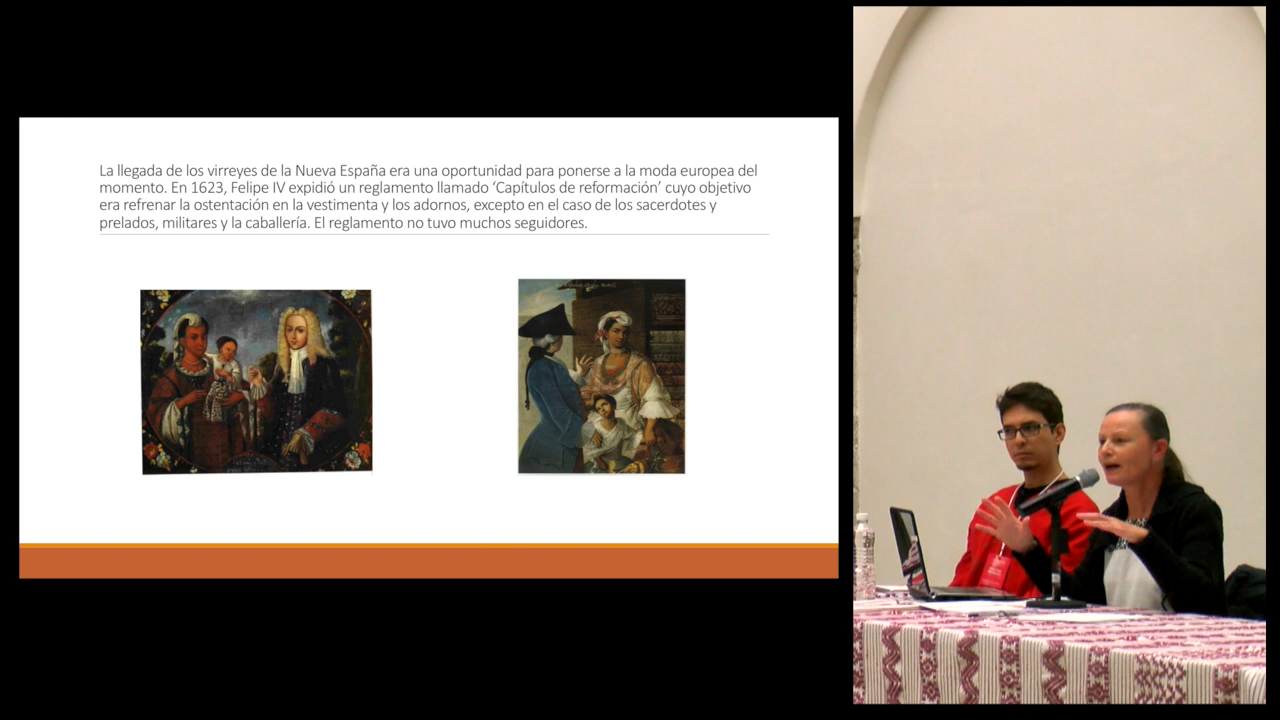 La llegada de los virreyes de la Nueva España era una oportunidad para ponerse a la moda europea del
momento. En 1623, Felipe IV expidió un reglamento llamado ‘Capítulos de reformación’ cuyo objetivo
era refrenar la ostentación en la vestimenta y los adornos, excepto en el caso de los sacerdotes y
prelados, militares y la caballería. El reglamento no tuvo muchos seguidores.